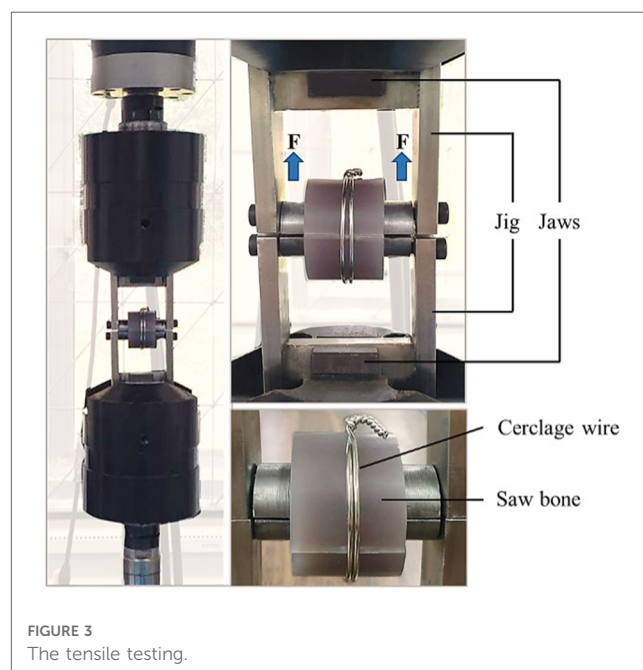 F F
Jig Jaws
Cerclage wire
Saw bone
FIGURE 3
The tensile testing.